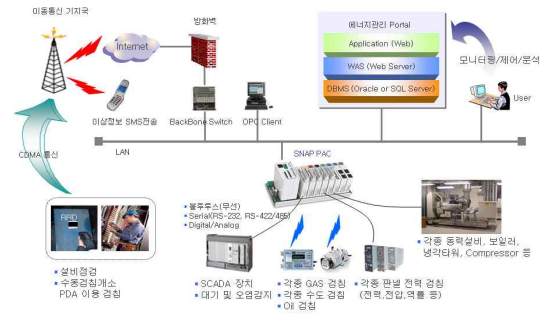 이동통신 기지국
방화벽
에너지관리 Portal
Internet
Application (Web)
WAS (Web Server)
DBMS (Oracle or SQL Server)
모니터링/제어/분석
User
이상정보 SMS전송
BackBone Switch
OPC Client
LAN
CDMA 통신
SNAP PAC
블루투스(무선)
Serial(RS-232, RS-422/485)
Digital/Analog
설비점검
수동검침개소
PDA 이용 검침
SCADA 장치
대기 및 오염감지
각종 GAS 검침
각종 수도 검침
Oil 검침
각종 판넬 전력 검침
(전력,전압,역률 등)
각종 동력설비, 보일러,
냉각타워, Compressor 등